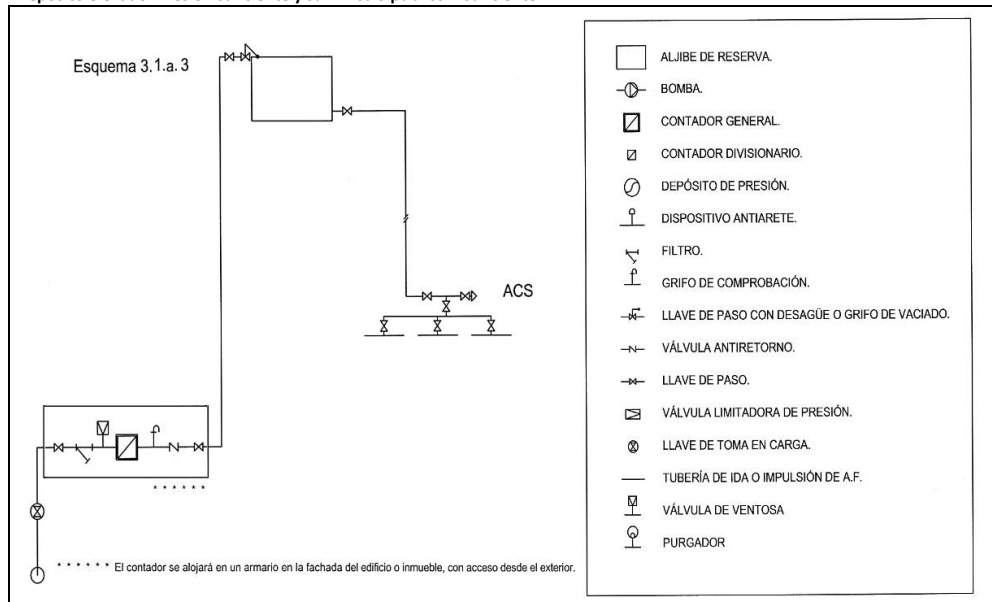 Esquema 3.1.a. 3
ACS
* * * * * *
* * * * * * El contador se alojará en un armario en la fachada del edificio o inmueble, con acceso desde el exterior.
ALJIBE DE RESERVA.
BOMBA.
CONTADOR GENERAL.
CONTADOR DIVISIONARIO.
DEPÓSITO DE PRESIÓN.
DISPOSITIVO ANTIARETE.
FILTRO.
GRIFO DE COMPROBACIÓN.
LLAVE DE PASO CON DESAGÜE O GRIFO DE VACIADO.
VÁLVULA ANTIRETORNO.
LLAVE DE PASO.
VÁLVULA LIMITADORA DE PRESIÓN.
LLAVE DE TOMA EN CARGA.
TUBERÍA DE IDA O IMPULSIÓN DE A.F.
VÁLVULA DE VENTOSA
PURGADOR